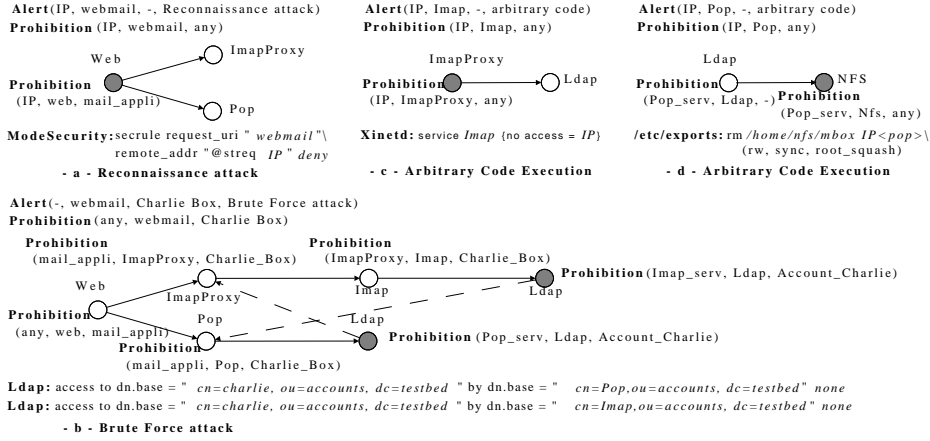 Alert(IP, webmail, -, Reconnaissance attack)
Prohibition (IP, webmail, any)
Web
ImapProxy
Prohibition
(IP, web, mail_appli)
Pop
ModeSecurity: secrule request_uri " webmail"\
remote_addr "@streq IP " deny
- a - Reconnaissance attack
Alert(IP, Imap, -, arbitrary code)
Prohibition (IP, Imap, any)
ImapProxy
Prohibition
Ldap
(IP, ImapProxy, any)
Xinetd: service Imap {no access = IP}
- c - Arbitrary Code Execution
Alert(IP, Pop, -, arbitrary code)
Prohibition (IP, Pop, any)
Ldap
Prohibition
NFS
(Pop_serv, Ldap, -)
Prohibition
(Pop_serv, Nfs, any)
/etc/exports: rm /home/nfs/mbox IP<pop>\
(rw, sync, root_squash)
- d - Arbitrary Code Execution
Alert(-, webmail, Charlie Box, Brute Force attack)
Prohibition (any, webmail, Charlie Box)
Prohibition
(mail_appli, ImapProxy, Charlie_Box)
Prohibition
(ImapProxy, Imap, Charlie_Box)
Prohibition (Imap_serv, Ldap, Account_Charlie)
Web
ImapProxy
Imap
Ldap
Prohibition
(any, web, mail_appli)
Pop
Ldap
Prohibition
(mail_appli, Pop, Charlie_Box)
Prohibition (Pop_serv, Ldap, Account_Charlie)
Ldap: access to dn.base = " cn=charlie, ou=accounts, dc=testbed " by dn.base = " cn=Pop,ou=accounts, dc=testbed" none
Ldap: access to dn.base = " cn=charlie, ou=accounts, dc=testbed " by dn.base = " cn=Imap,ou=accounts, dc=testbed" none
- b - Brute Force attack